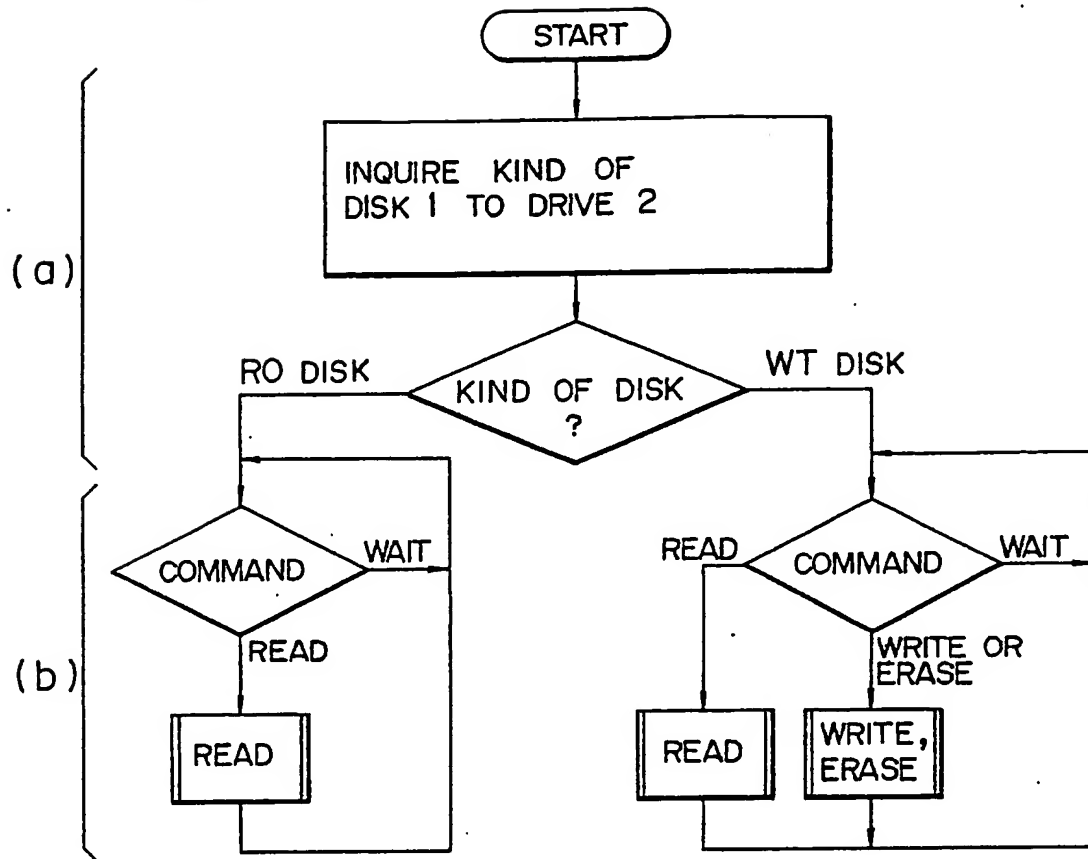 START
(a)
INQUIRE KIND OF
DISK 1 TO DRIVE 2
RO DISK
WT DISK
KIND OF DISK
?
(b)
COMMAND
WAIT
READ
READ
READ
COMMAND
WAIT
WRITE OR
ERASE
READ
WRITE,
ERASE